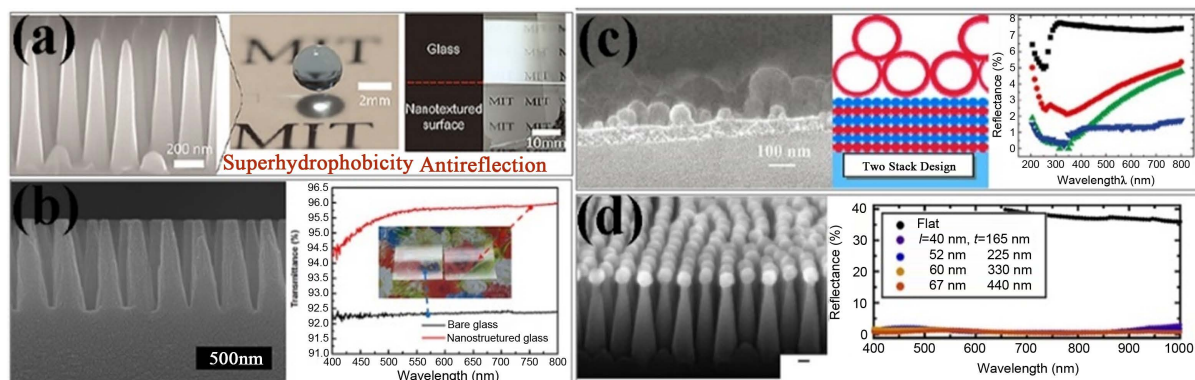 (a)
200 nm
MIT
2mm
MIT
Superhydrophobicity
Glass
MIT
Nanotextured
surface
MIT MIT
MIT MIT
10mm
Antireflection
(b)
500nm
Transmittance (%)
96.5
96.0
95.5
95.0
94.5
94.0
93.5
93.0
92.5
92.0
91.5
91.0
Bare glass
Nanostruetured glass
400 450 500 550 600 650 700 750 800
Wavelength (nm)
(c)
100 nm
Two Stack Design
Reflectance (%)
8
7
6
5
4
3
2
1
0
200 300 400 500 600 700 800
Wavelengthλ (nm)
(d)
Reflectance (%)
40
30
20
10
0
Flat
l=40 nm, t=165 nm
52 nm 225 nm
60 nm 330 nm
67 nm 440 nm
400 500 600 700 800 900 1000
Wavelength (nm)